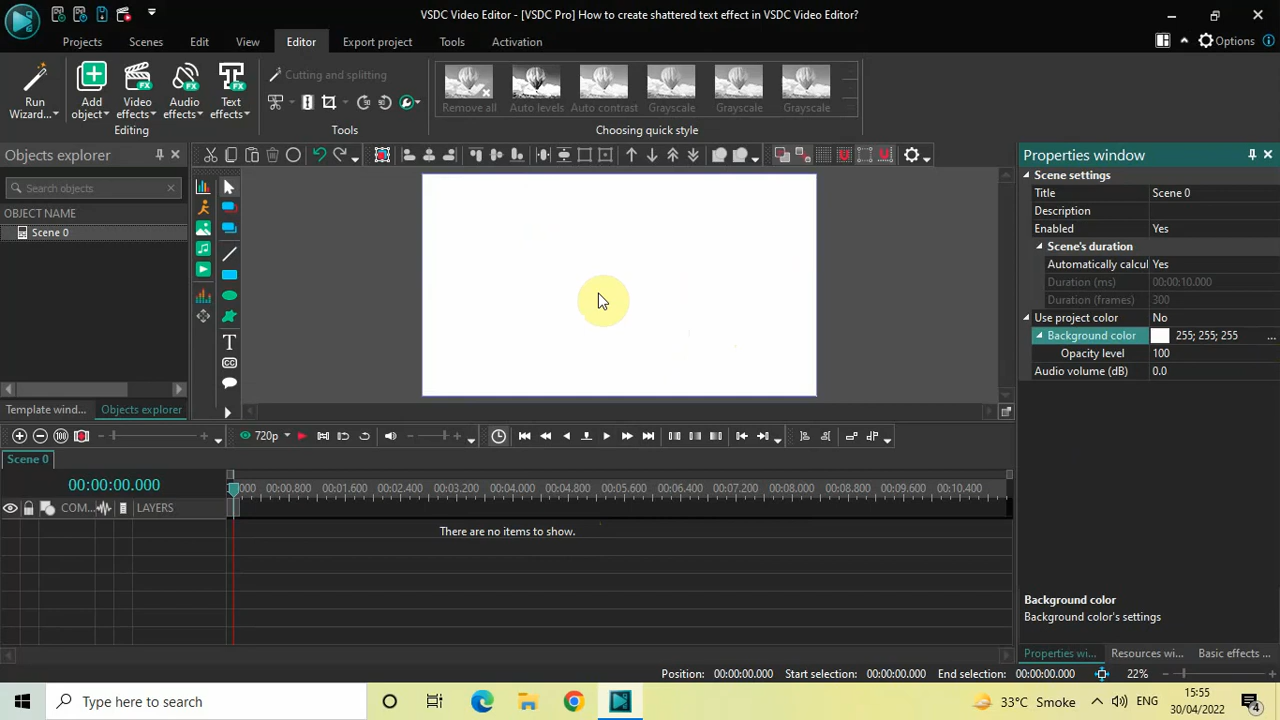 VSDC Video Editor - [VSDC Pro] How to create shattered text effect in VSDC Video Editor?
Projects Scenes Edit View Editor Export project Tools Activation Options
Run Wizard... Add object Video effects Audio effects Text effects
Cutting and splitting
Remove all Auto levels Auto contrast Grayscale Grayscale Grayscale
Editing Tools Choosing quick style
Objects explorer
Search objects
OBJECT NAME
Scene 0
Template wind... Objects explorer
T
CC
Properties window
Scene settings
Title Scene 0
Description
Enabled Yes
Scene's duration
Automatically calcul Yes
Duration (ms) 00:00:10.000
Duration (frames) 300
Use project color No
Background color 255; 255; 255 ...
Opacity level 100
Audio volume (dB) 0.0
720p
Scene 0
00:00:00.000
:000 00:00.800 00:01.600 00:02.400 00:03.200 00:04.000 00:04.800 00:05.600 00:06.400 00:07.200 00:08.000 00:08.800 00:09.600 00:10.400
COM... LAYERS
There are no items to show.
Background color
Background color's settings
Properties wi... Resources wi... Basic effects ...
Position: 00:00:00.000 Start selection: 00:00:00.000 End selection: 00:00:00.000 22%
Type here to search
33°C Smoke ENG 15:55
30/04/2022 4